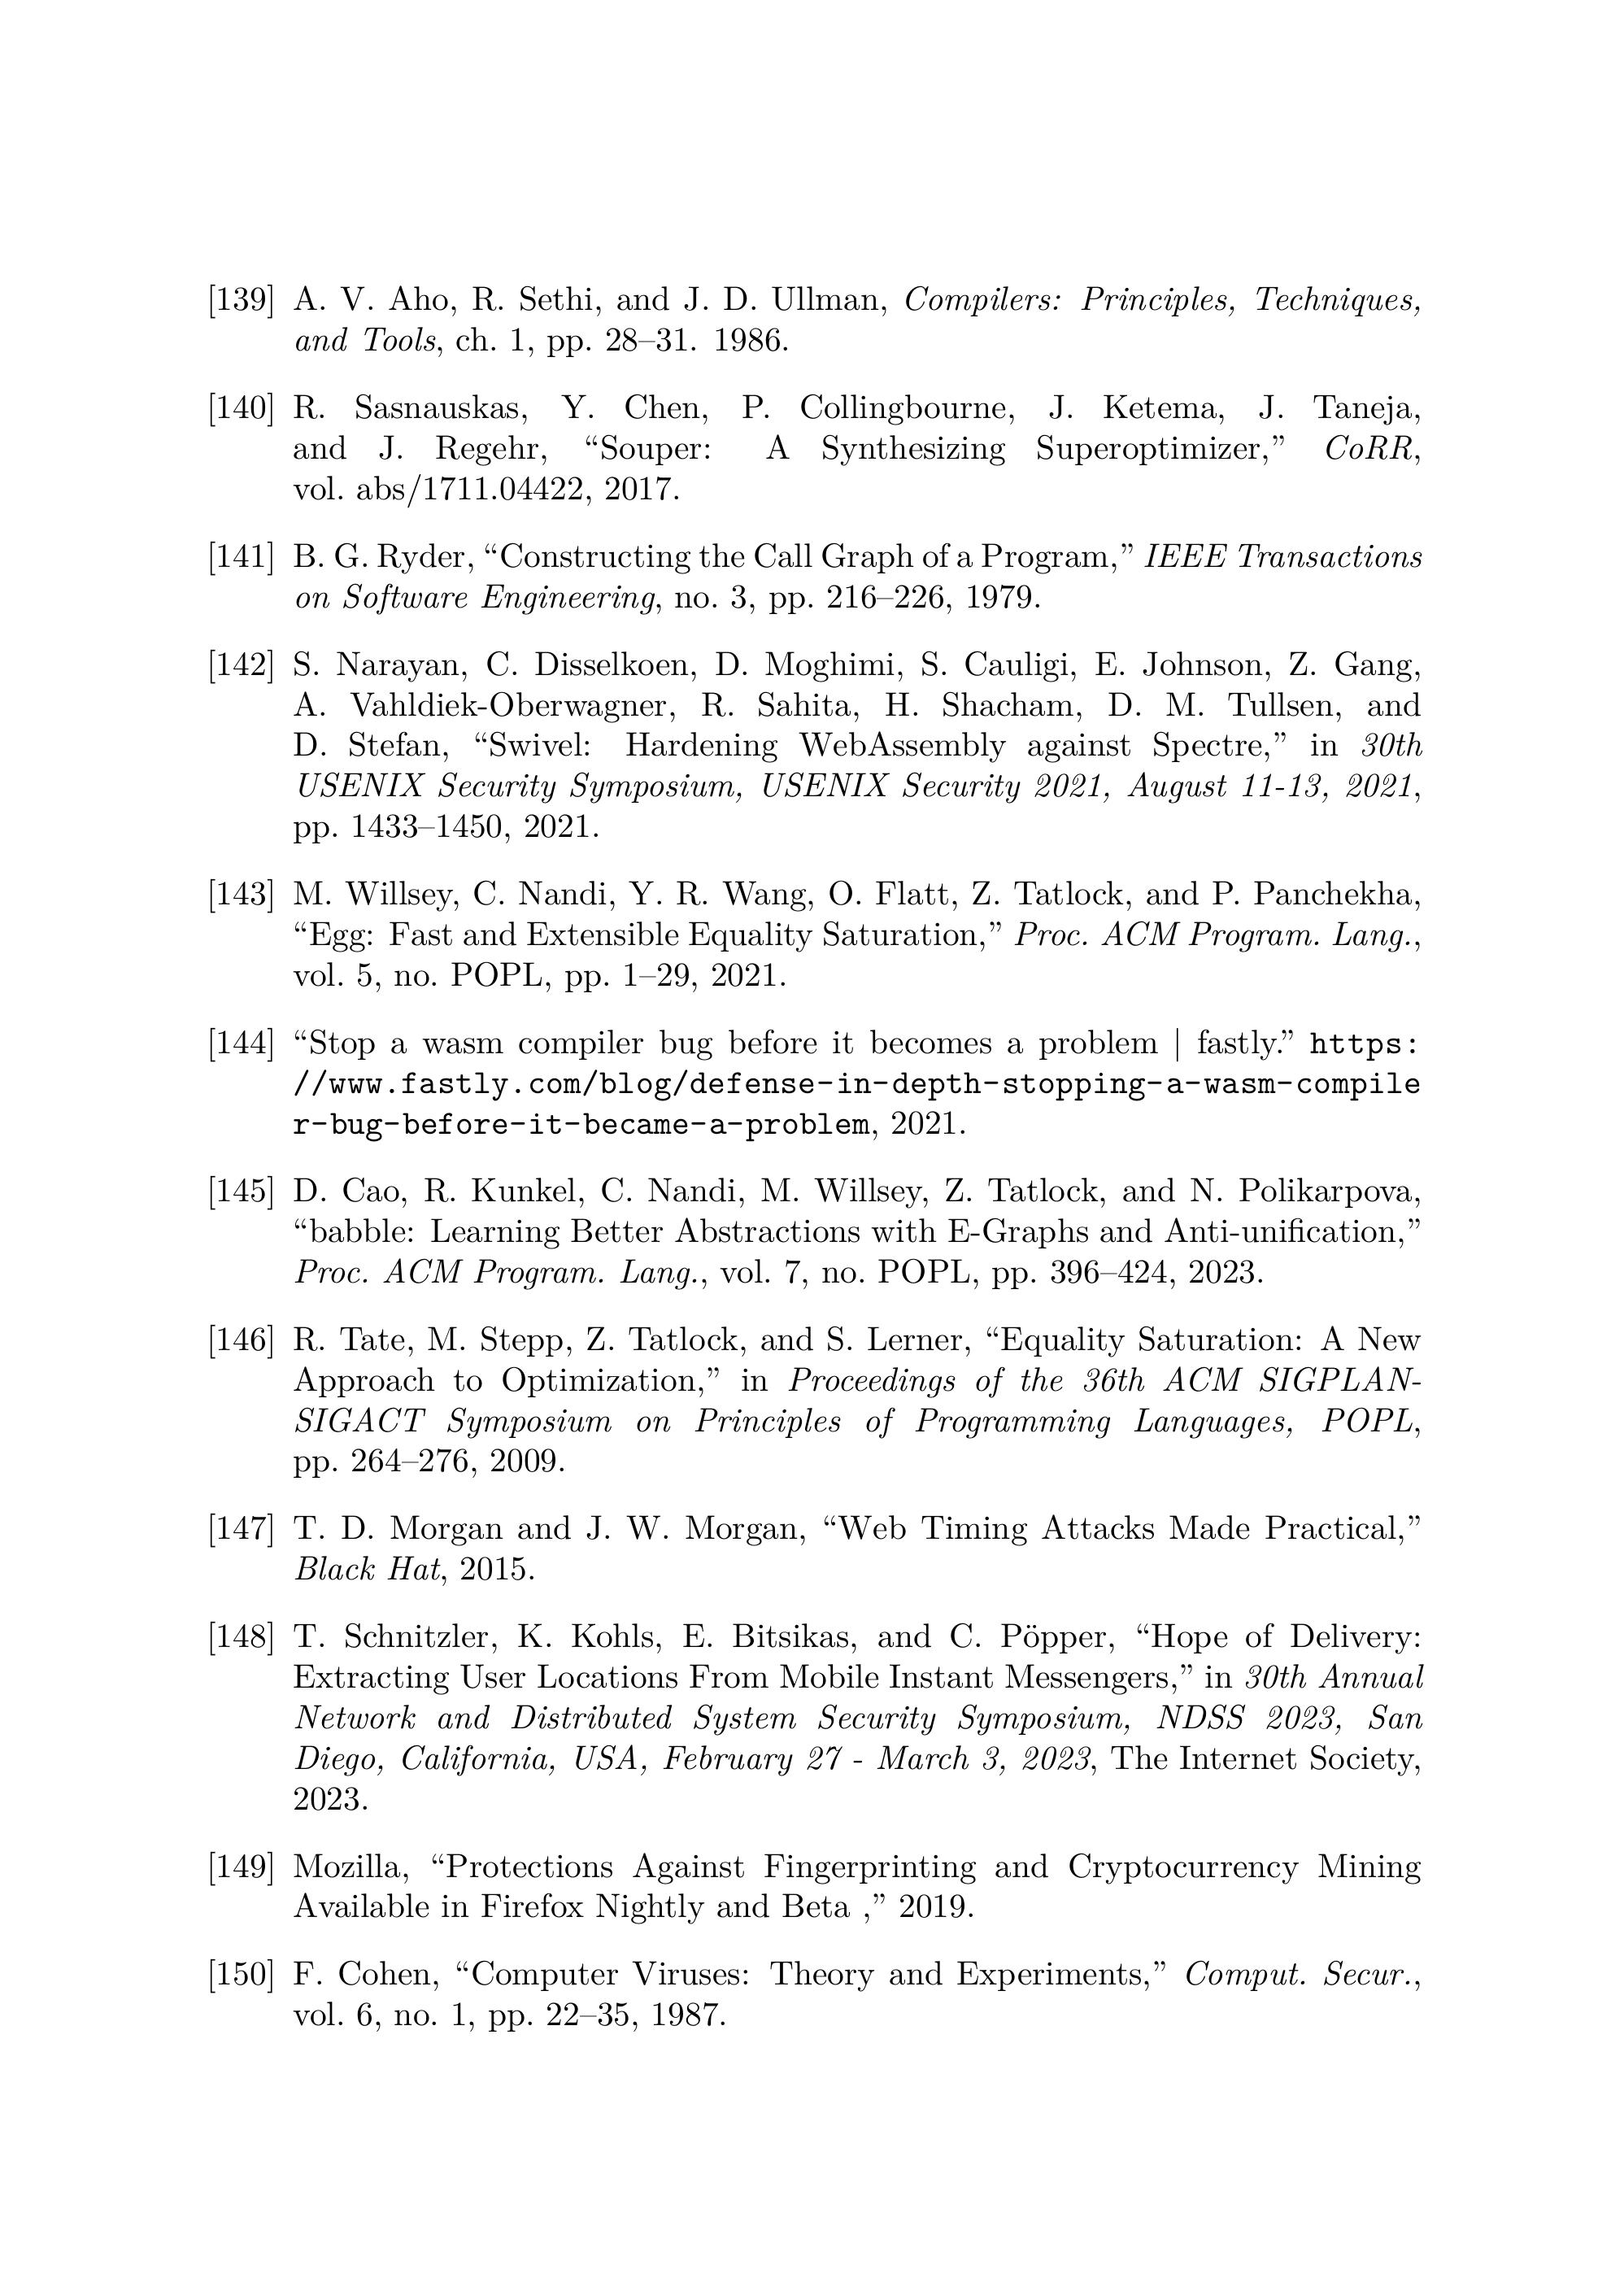 [139] A. V. Aho, R. Sethi, and J. D. Ullman, Compilers: Principles, Techniques,
and Tools, ch. 1, pp. 28–31. 1986.
[140] R. Sasnauskas, Y. Chen, P. Collingbourne, J. Ketema, J. Taneja,
and J. Regehr, “Souper: A Synthesizing Superoptimizer,” CoRR,
vol. abs/1711.04422, 2017.
[141] B. G. Ryder, “Constructing the Call Graph of a Program,” IEEE Transactions
on Software Engineering, no. 3, pp. 216–226, 1979.
[142] S. Narayan, C. Disselkoen, D. Moghimi, S. Cauligi, E. Johnson, Z. Gang,
A. Vahldiek-Oberwagner, R. Sahita, H. Shacham, D. M. Tullsen, and
D. Stefan, “Swivel: Hardening WebAssembly against Spectre,” in 30th
USENIX Security Symposium, USENIX Security 2021, August 11-13, 2021,
pp. 1433–1450, 2021.
[143] M. Willsey, C. Nandi, Y. R. Wang, O. Flatt, Z. Tatlock, and P. Panchekha,
“Egg: Fast and Extensible Equality Saturation,” Proc. ACM Program. Lang.,
vol. 5, no. POPL, pp. 1–29, 2021.
[144] “Stop a wasm compiler bug before it becomes a problem | fastly.” https:
//www.fastly.com/blog/defense-in-depth-stopping-a-wasm-compile
r-bug-before-it-became-a-problem, 2021.
[145] D. Cao, R. Kunkel, C. Nandi, M. Willsey, Z. Tatlock, and N. Polikarpova,
“babble: Learning Better Abstractions with E-Graphs and Anti-unification,”
Proc. ACM Program. Lang., vol. 7, no. POPL, pp. 396–424, 2023.
[146] R. Tate, M. Stepp, Z. Tatlock, and S. Lerner, “Equality Saturation: A New
Approach to Optimization,” in Proceedings of the 36th ACM SIGPLAN-
SIGACT Symposium on Principles of Programming Languages, POPL,
pp. 264–276, 2009.
[147] T. D. Morgan and J. W. Morgan, “Web Timing Attacks Made Practical,”
Black Hat, 2015.
[148] T. Schnitzler, K. Kohls, E. Bitsikas, and C. Pöpper, “Hope of Delivery:
Extracting User Locations From Mobile Instant Messengers,” in 30th Annual
Network and Distributed System Security Symposium, NDSS 2023, San
Diego, California, USA, February 27 - March 3, 2023, The Internet Society,
2023.
[149] Mozilla, “Protections Against Fingerprinting and Cryptocurrency Mining
Available in Firefox Nightly and Beta ,” 2019.
[150] F. Cohen, “Computer Viruses: Theory and Experiments,” Comput. Secur.,
vol. 6, no. 1, pp. 22–35, 1987.